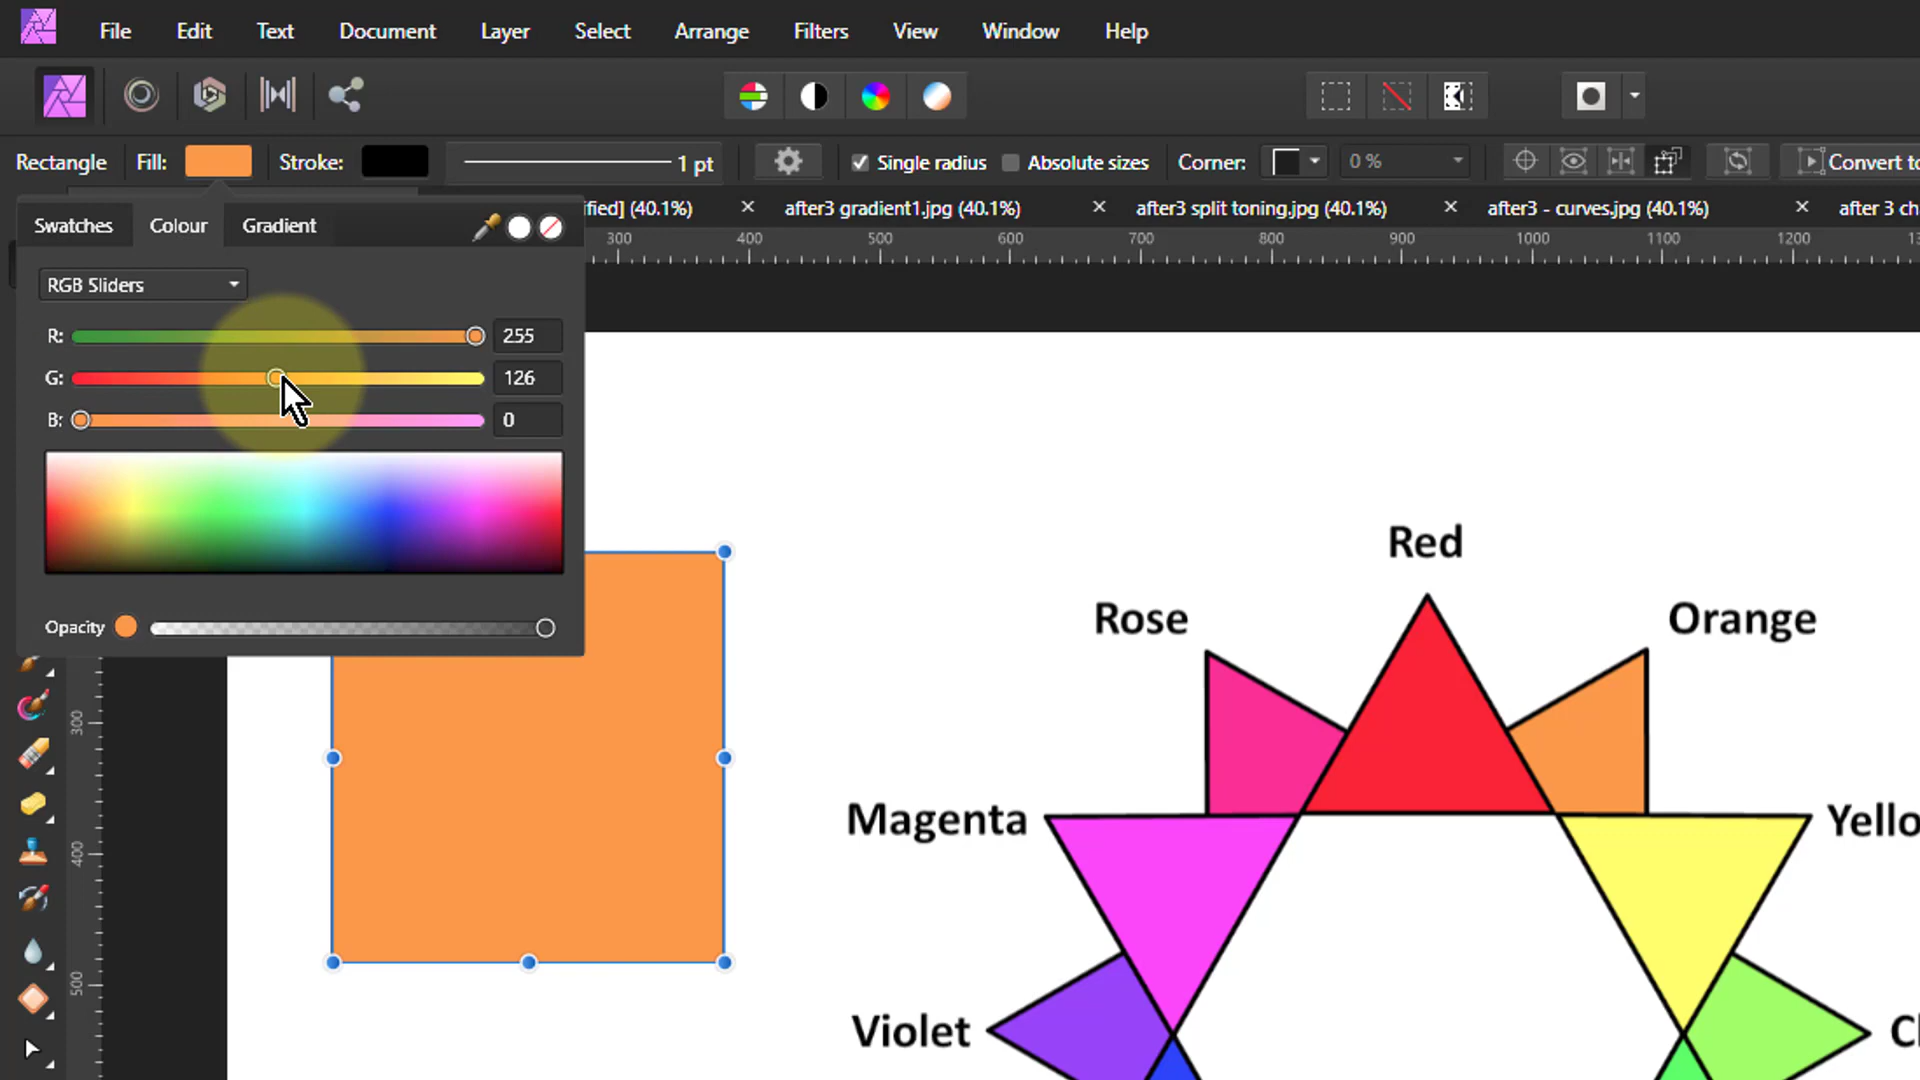 File Edit Text Document Layer Select Arrange Filters View Window Help
Rectangle Fill: Stroke: 1 pt Single radius Absolute sizes Corner: 0 % Convert to
Swatches Colour Gradient
ified] (40.1%) after3 gradient1.jpg (40.1%) after3 split toning.jpg (40.1%) after3 - curves.jpg (40.1%) after 3 ch
300 400 500 600 700 800 900 1000 1100 1200 13
RGB Sliders
R: 255
G: 126
B: 0
Opacity
300
400
500
Red
Rose Orange
Magenta Yello
Violet Cl